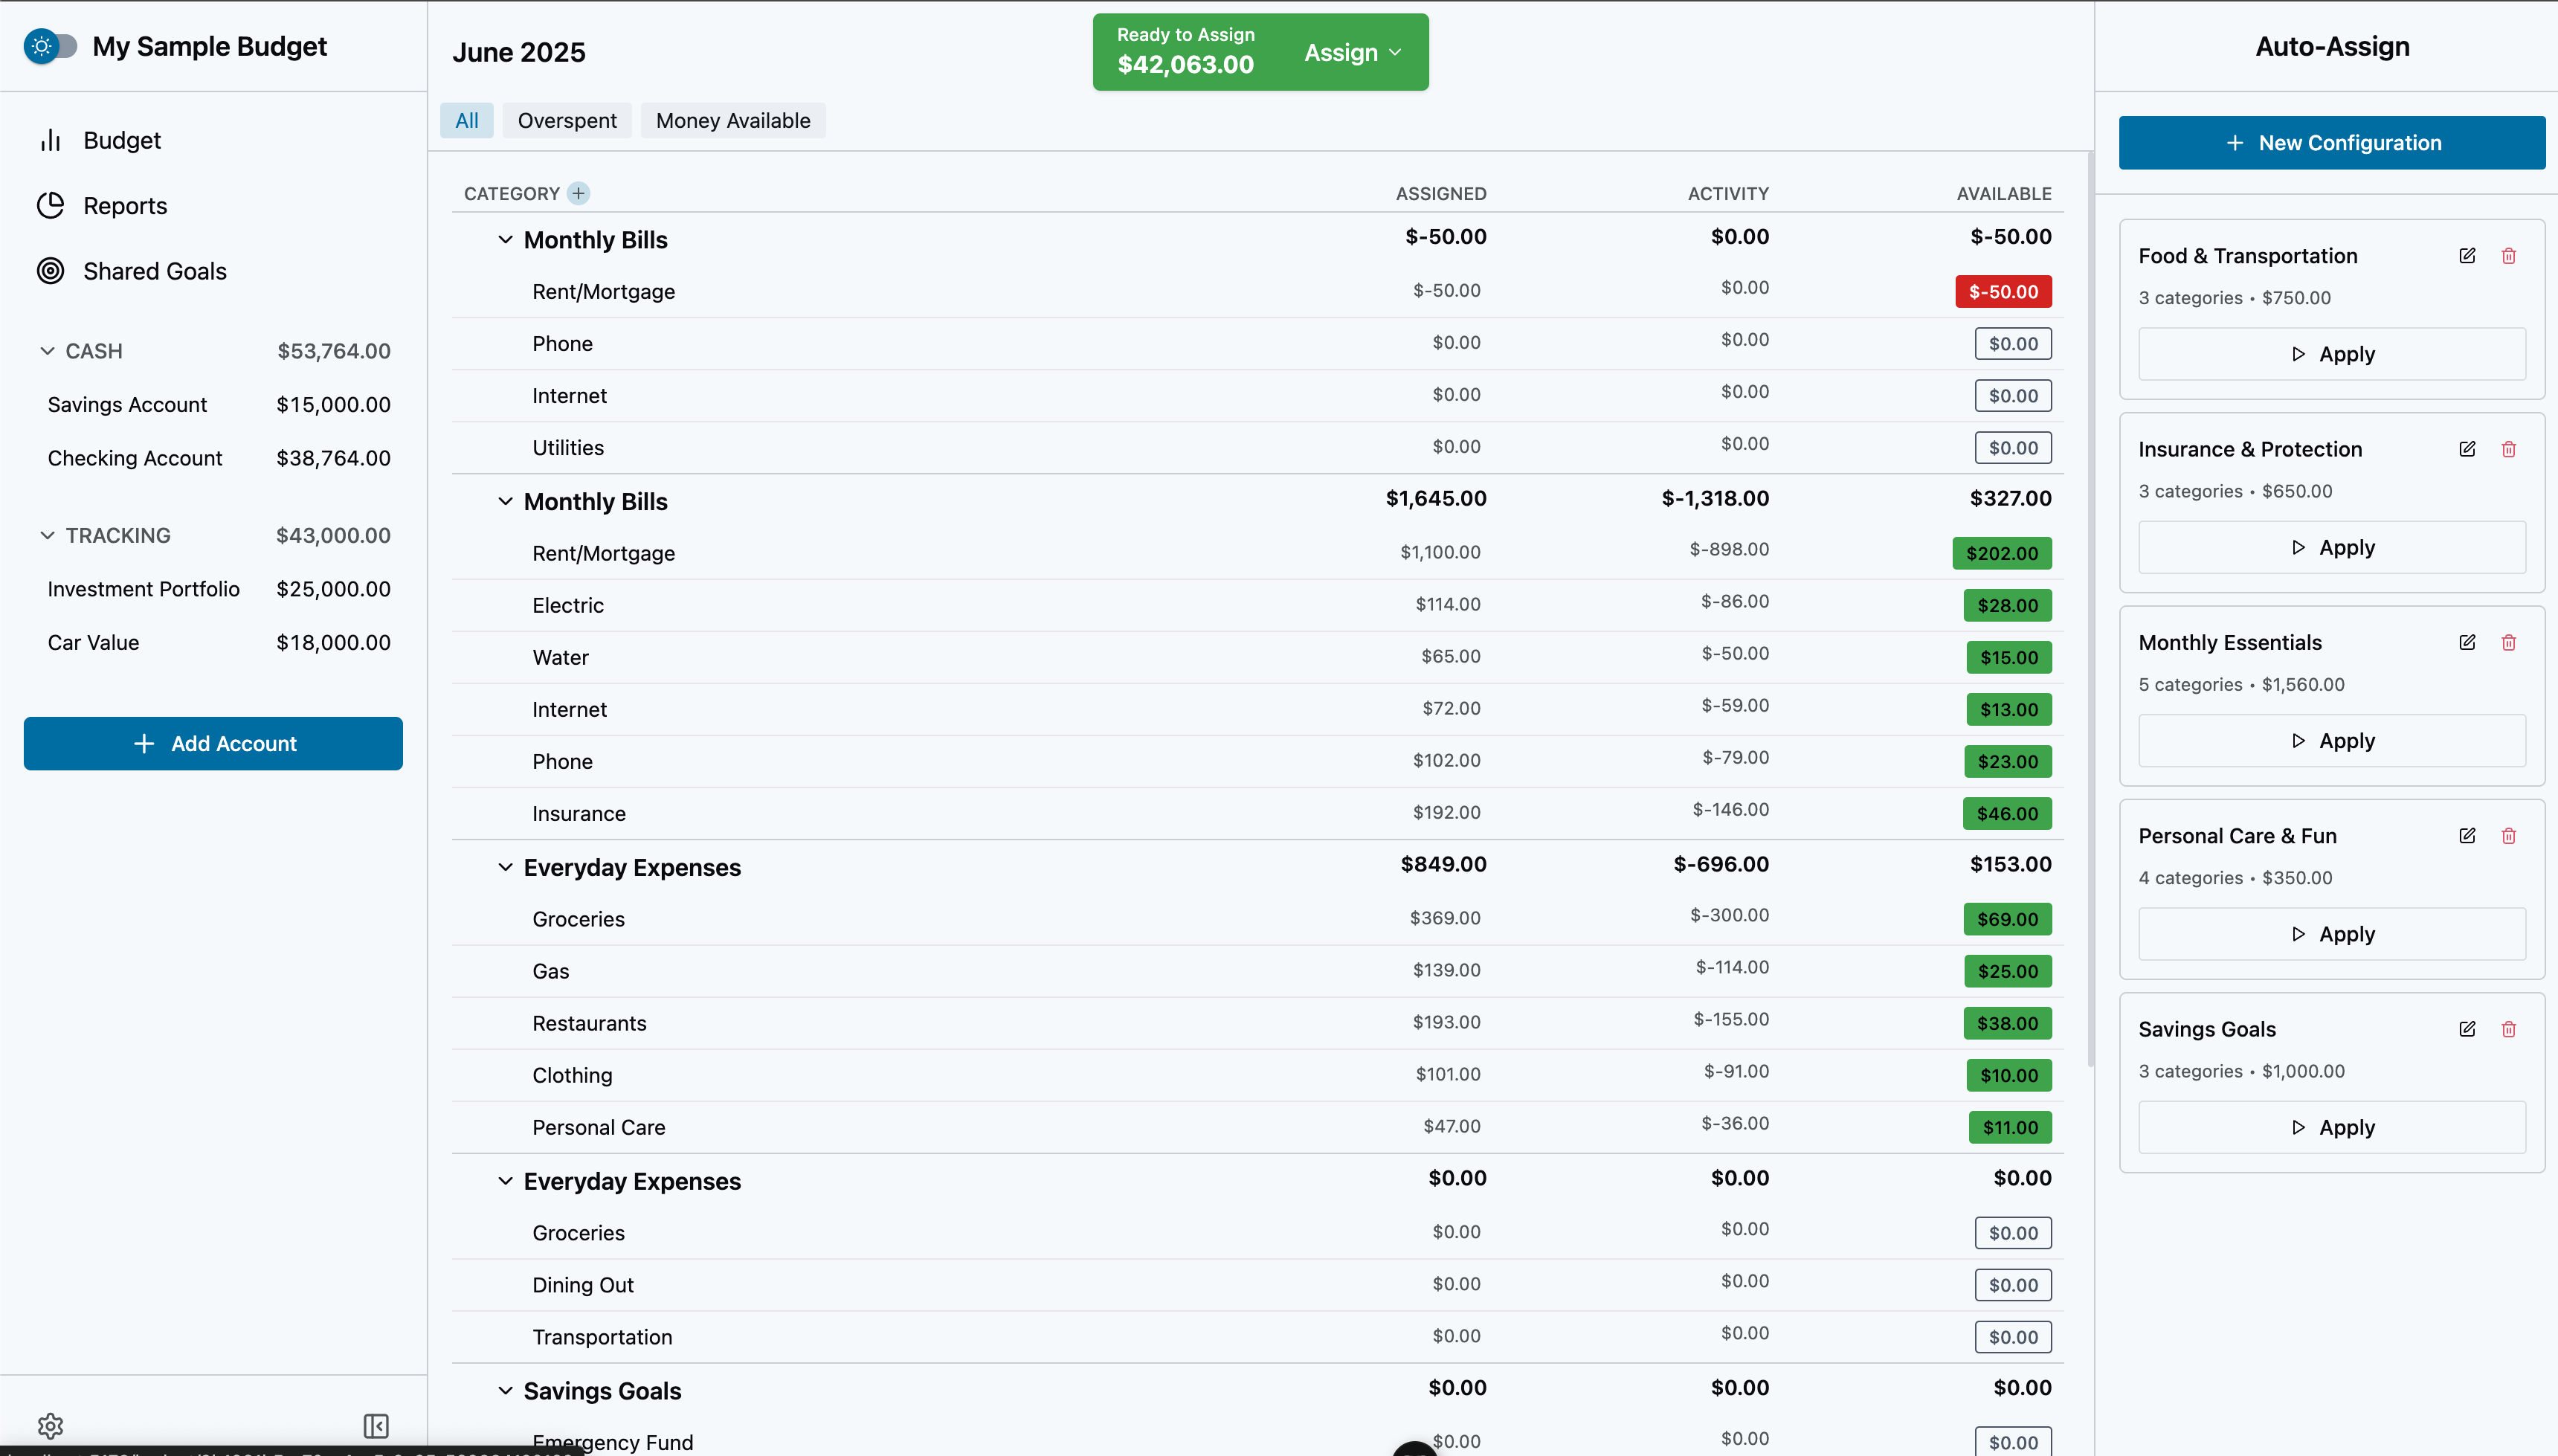 My Sample Budget
Budget
Reports
Shared Goals
CASH $53,764.00
Savings Account $15,000.00
Checking Account $38,764.00
TRACKING $43,000.00
Investment Portfolio $25,000.00
Car Value $18,000.00
Add Account
June 2025
Ready to Assign
$42,063.00
Assign
All Overspent Money Available
CATEGORY ASSIGNED ACTIVITY AVAILABLE
Monthly Bills $-50.00 $0.00 $-50.00
Rent/Mortgage $-50.00 $0.00 $-50.00
Phone $0.00 $0.00 $0.00
Internet $0.00 $0.00 $0.00
Utilities $0.00 $0.00 $0.00
Monthly Bills $1,645.00 $-1,318.00 $327.00
Rent/Mortgage $1,100.00 $-898.00 $202.00
Electric $114.00 $-86.00 $28.00
Water $65.00 $-50.00 $15.00
Internet $72.00 $-59.00 $13.00
Phone $102.00 $-79.00 $23.00
Insurance $192.00 $-146.00 $46.00
Everyday Expenses $849.00 $-696.00 $153.00
Groceries $369.00 $-300.00 $69.00
Gas $139.00 $-114.00 $25.00
Restaurants $193.00 $-155.00 $38.00
Clothing $101.00 $-91.00 $10.00
Personal Care $47.00 $-36.00 $11.00
Everyday Expenses $0.00 $0.00 $0.00
Groceries $0.00 $0.00 $0.00
Dining Out $0.00 $0.00 $0.00
Transportation $0.00 $0.00 $0.00
Savings Goals $0.00 $0.00 $0.00
Emergency Fund $0.00 $0.00 $0.00
Auto-Assign
New Configuration
Food & Transportation
3 categories • $750.00
Apply
Insurance & Protection
3 categories • $650.00
Apply
Monthly Essentials
5 categories • $1,560.00
Apply
Personal Care & Fun
4 categories • $350.00
Apply
Savings Goals
3 categories • $1,000.00
Apply